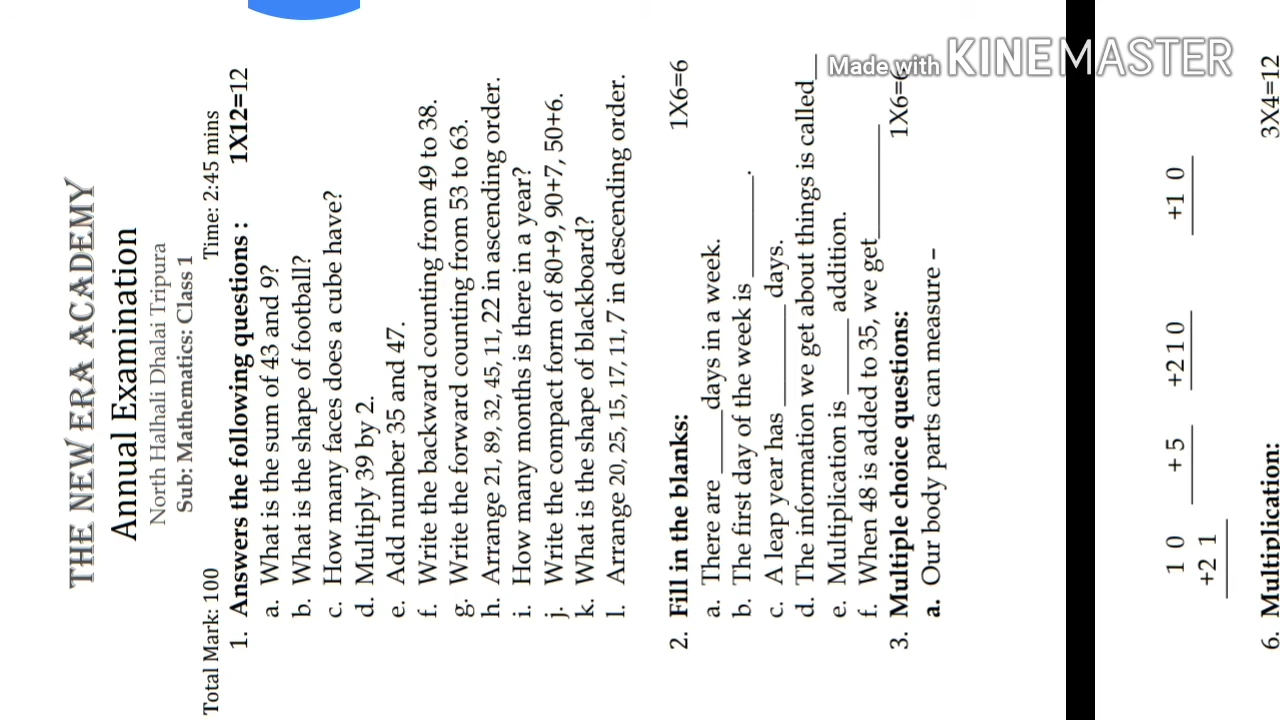 THE NEW ERA ACADEMY
Annual Examination
North Halhali Dhalai Tripura
Sub: Mathematics: Class 1
Total Mark: 100 Time: 2:45 mins
1. Answers the following questions : 1X12=12
a. What is the sum of 43 and 9?
b. What is the shape of football?
c. How many faces does a cube have?
d. Multiply 39 by 2.
e. Add number 35 and 47.
f. Write the backward counting from 49 to 38.
g. Write the forward counting from 53 to 63.
h. Arrange 21, 89, 32, 45, 11, 22 in ascending order.
i. How many months is there in a year?
j. Write the compact form of 80+9, 90+7, 50+6.
k. What is the shape of blackboard?
l. Arrange 20, 25, 15, 17, 11, 7 in descending order.
2. Fill in the blanks: 1X6=6
a. There are ____days in a week.
b. The first day of the week is ________.
c. A leap year has ________ days.
d. The information we get about things is called__
e. Multiplication is ______ addition.
f. When 48 is added to 35, we get_________
3. Multiple choice questions: 1X6=6
a. Our body parts can measure –
1 0 + 5 +2 1 0 +1 0
+2 1
6. Multiplication: 3X4=12
Made with KINEMASTER